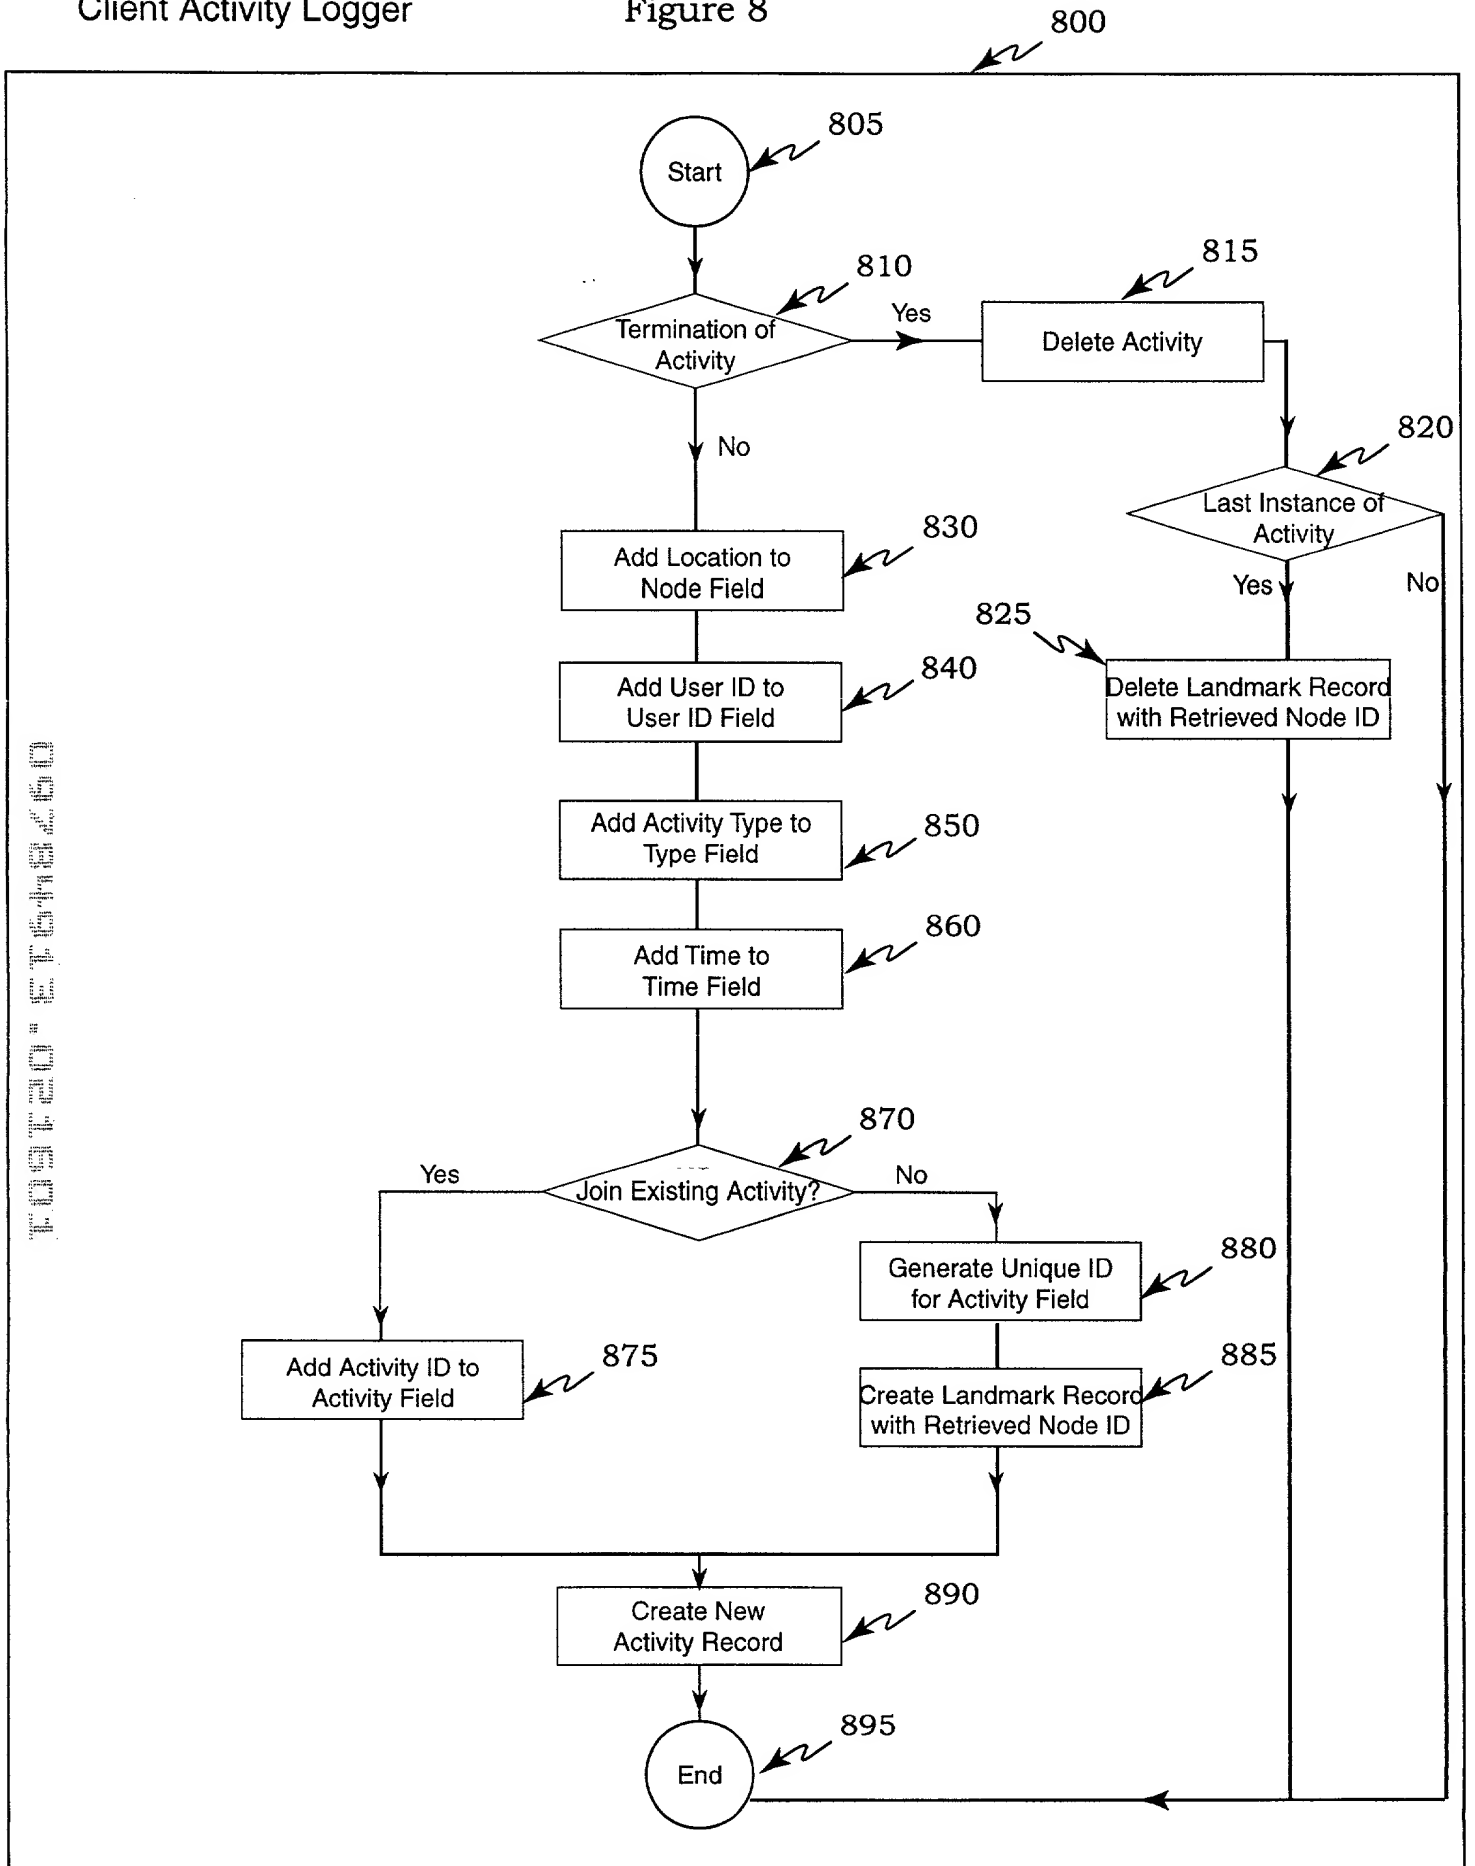 Client Activity Logger
Figure 8
800
805
Start
810
Termination of
Activity
Yes
815
Delete Activity
No
820
Last Instance of
Activity
Yes
No
830
Add Location to
Node Field
825
Delete Landmark Record
with Retrieved Node ID
840
Add User ID to
User ID Field
850
Add Activity Type to
Type Field
860
Add Time to
Time Field
870
Join Existing Activity?
Yes
No
880
Generate Unique ID
for Activity Field
875
Add Activity ID to
Activity Field
885
Create Landmark Record
with Retrieved Node ID
890
Create New
Activity Record
895
End